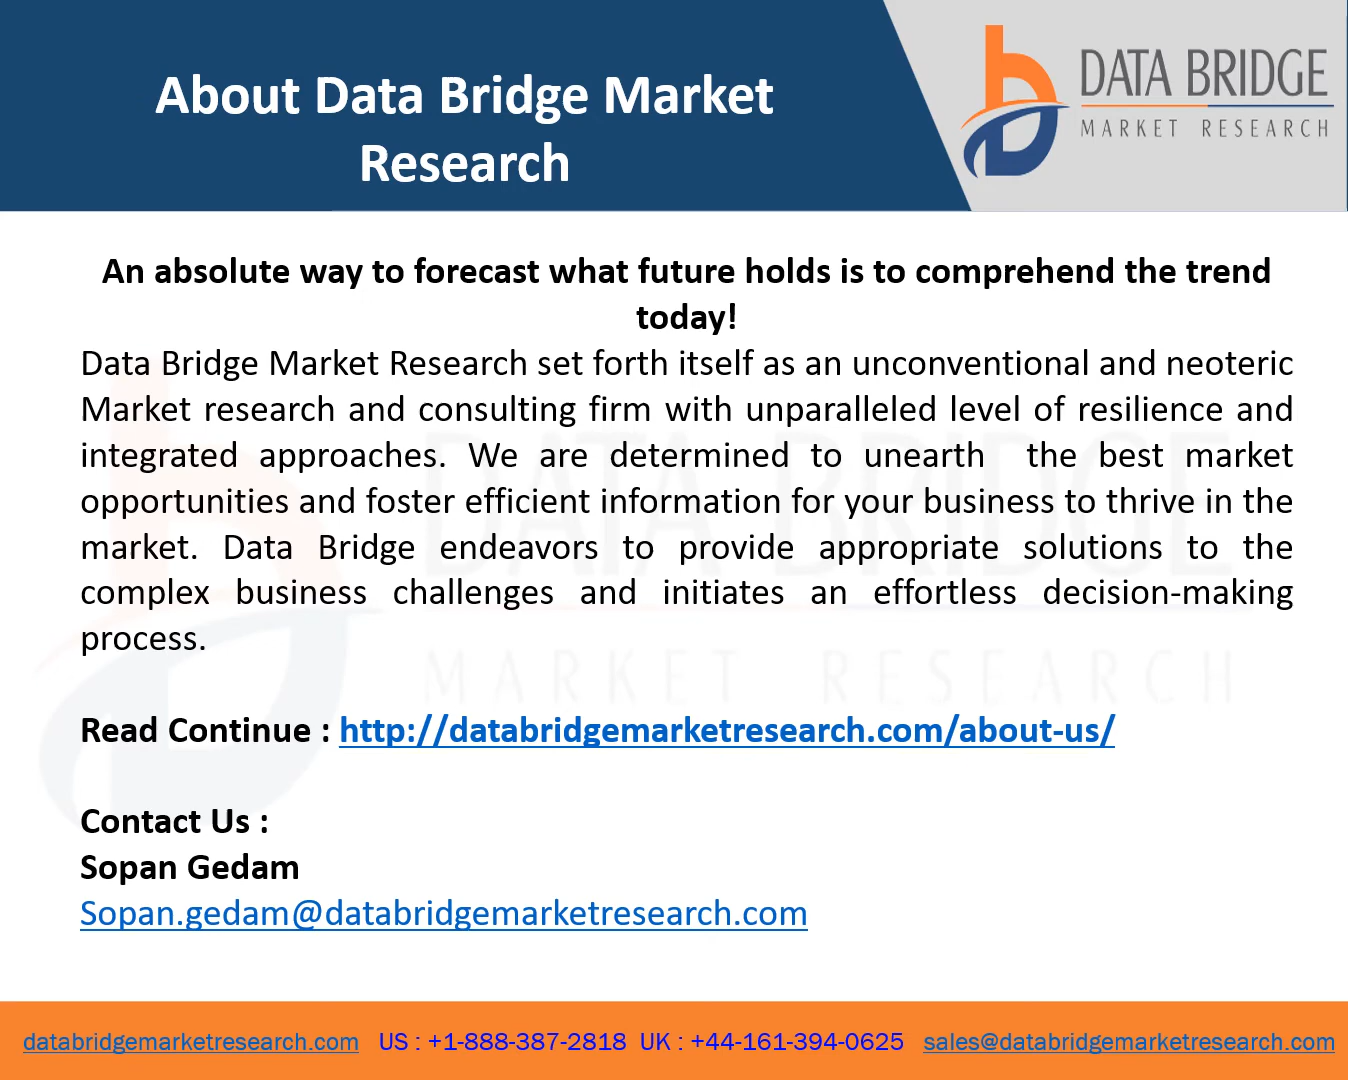 About Data Bridge Market
Research
DATA BRIDGE
MARKET RESEARCH
An absolute way to forecast what future holds is to comprehend the trend
today!
Data Bridge Market Research set forth itself as an unconventional and neoteric
Market research and consulting firm with unparalleled level of resilience and
integrated approaches. We are determined to unearth  the best market
opportunities and foster efficient information for your business to thrive in the
market. Data Bridge endeavors to provide appropriate solutions to the
complex business challenges and initiates an effortless decision-making
process.
DATA BRIDGE
MARKET RESEARCH
Read Continue : http://databridgemarketresearch.com/about-us/
Contact Us :
Sopan Gedam
Sopan.gedam@databridgemarketresearch.com
databridgemarketresearch.com US : +1-888-387-2818 UK : +44-161-394-0625 sales@databridgemarketresearch.com